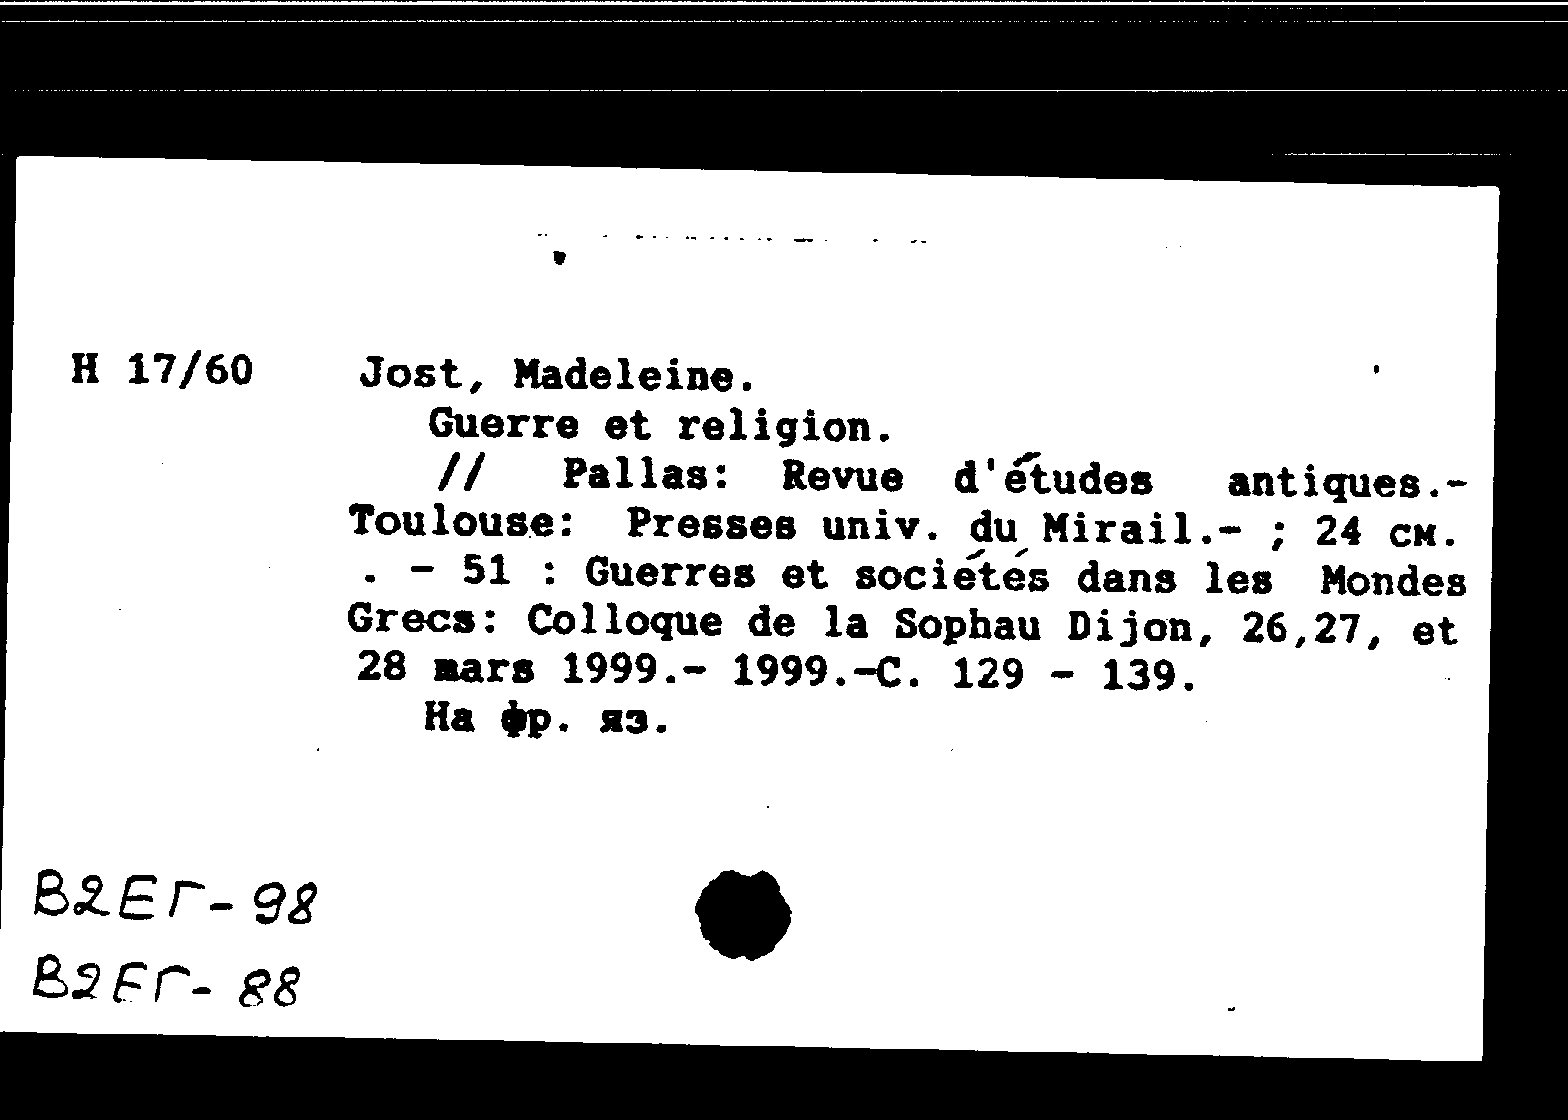 Н 17/60 Jost, Madeleine.
Guerre et religion.
// Pallas: Revue d'études antiques.-
Toulouse: Presses univ. du Mirail.- ; 24 см.
. - 51 : Guerres et sociétés dans les Mondes
Grecs: Colloque de la Sophau Dijon, 26,27, et
28 mars 1999.- 1999.-С. 129 - 139.
На фр. яз.
В2ЕГ-98
В2ЕГ-88